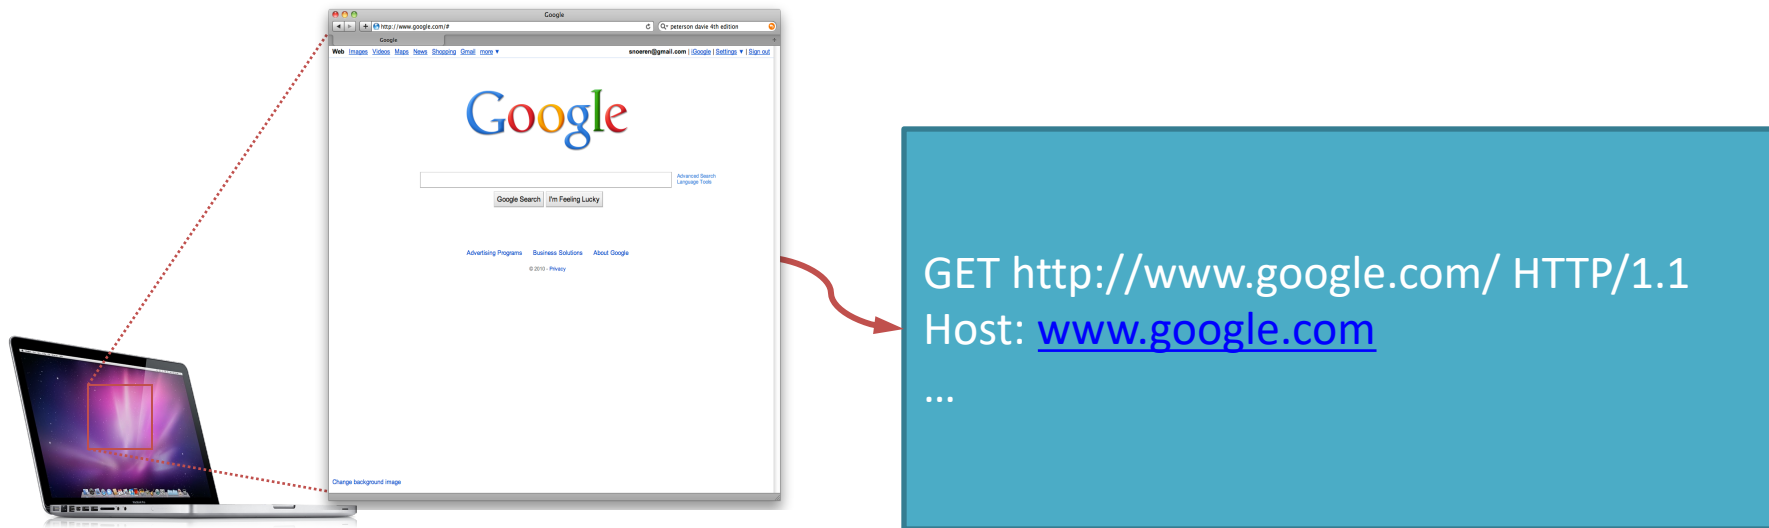 Google
http://www.google.com/#
peterson davie 4th edition
Google
Web Images Videos Maps News Shopping Gmail more ▼
snoeren@gmail.com | iGoogle | Settings ▼ | Sign out
Google
Advanced Search
Language Tools
Google Search I'm Feeling Lucky
Advertising Programs Business Solutions About Google
© 2010 - Privacy
Change background image
GET http://www.google.com/ HTTP/1.1
Host: www.google.com
...